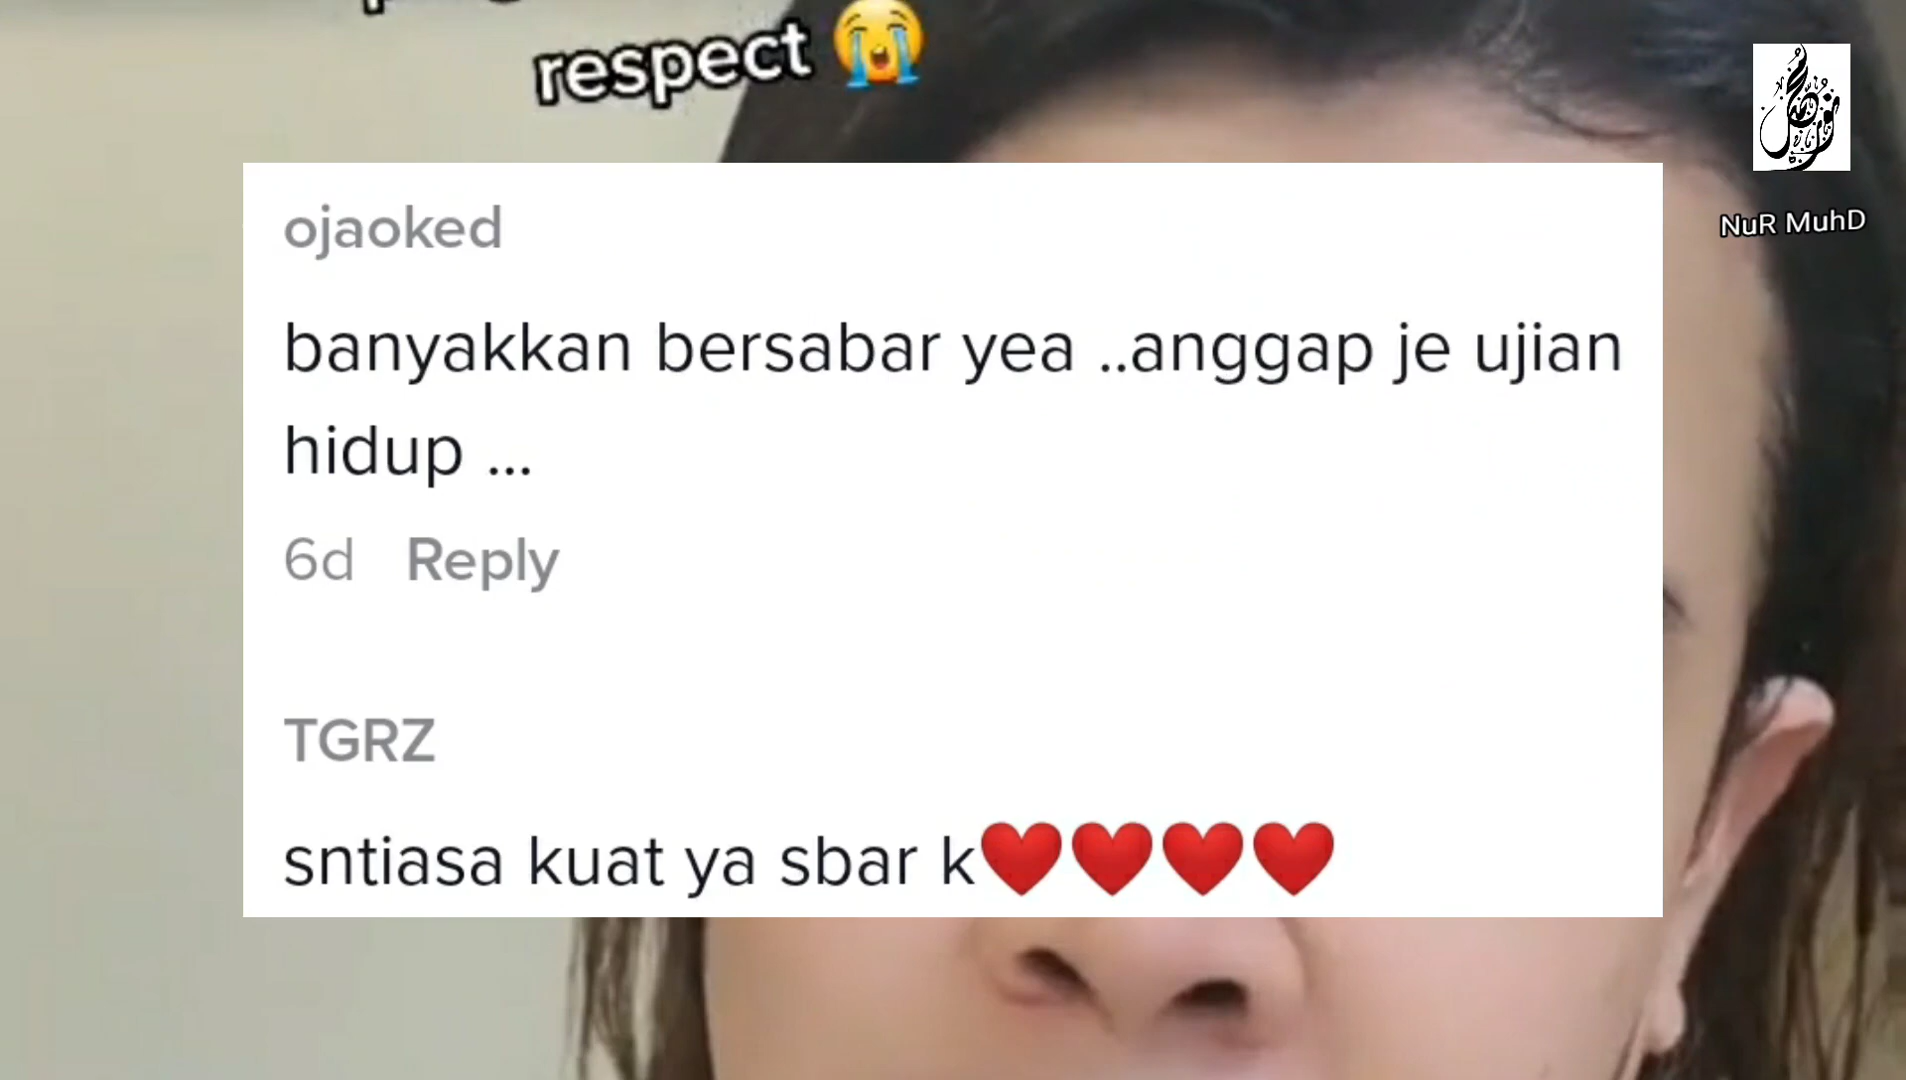 respect 😭
NuR MuhD
ojaoked
banyakkan bersabar yea ..anggap je ujian
hidup ...
6d Reply
TGRZ
sntiasa kuat ya sbar k❤️❤️❤️❤️